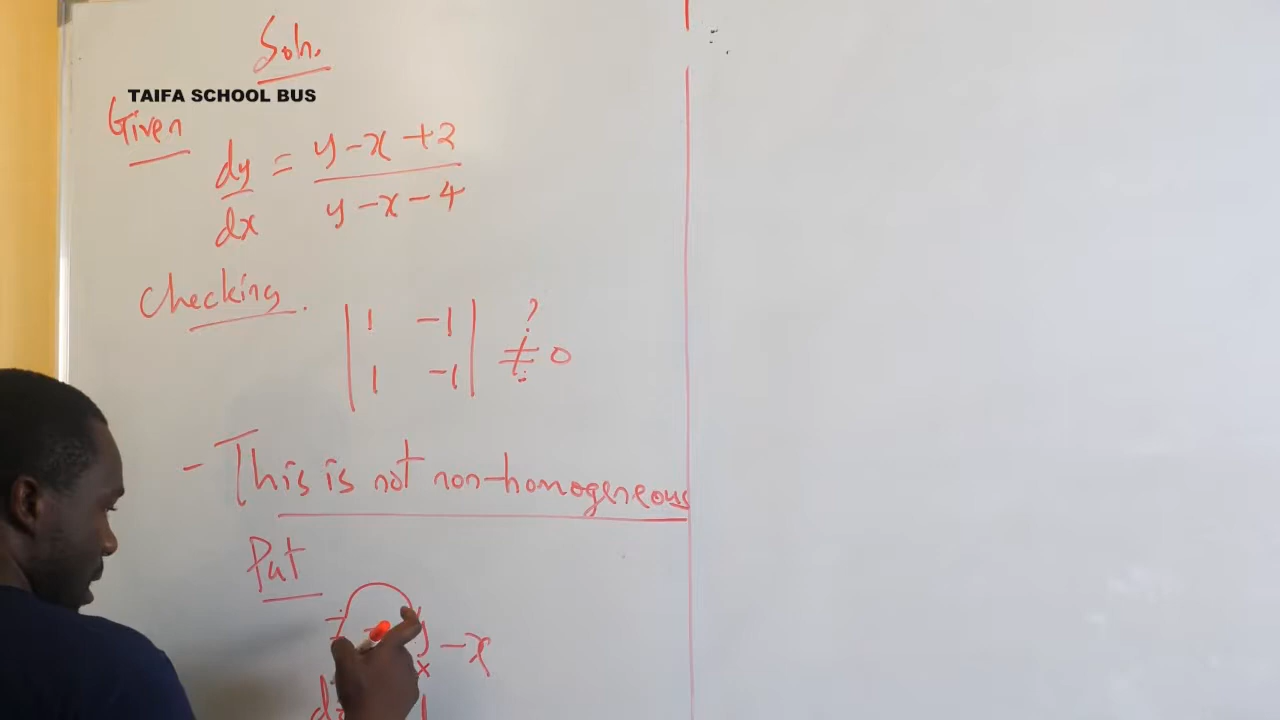 Soln.
TAIFA SCHOOL BUS
Given
dy/dx = (y-x+2)/(y-x-4)
Checking.
| 1 -1 | ?
| 1 -1 | ≠ 0
- This is not non-homogeneous
Put
y - x